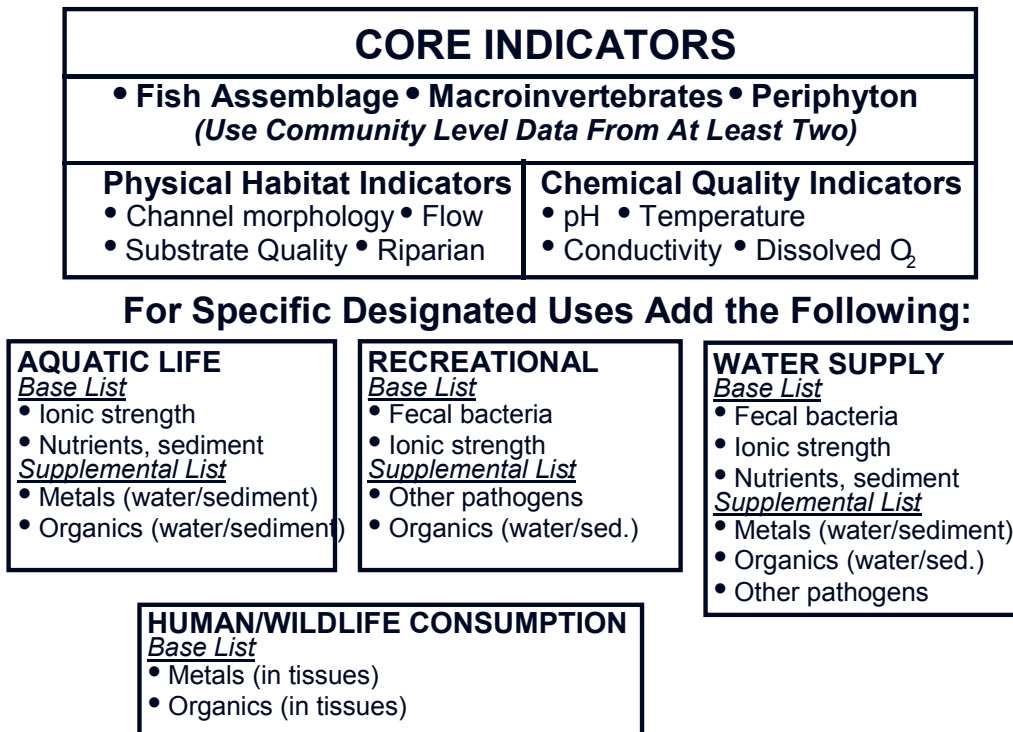 CORE INDICATORS
• Fish Assemblage • Macroinvertebrates • Periphyton
(Use Community Level Data From At Least Two)
Physical Habitat Indicators
• Channel morphology • Flow
• Substrate Quality • Riparian
Chemical Quality Indicators
• pH • Temperature
• Conductivity • Dissolved O₂
For Specific Designated Uses Add the Following:
AQUATIC LIFE
Base List
• Ionic strength
• Nutrients, sediment
Supplemental List
• Metals (water/sediment)
• Organics (water/sediment)
RECREATIONAL
Base List
• Fecal bacteria
• Ionic strength
Supplemental List
• Other pathogens
• Organics (water/sed.)
WATER SUPPLY
Base List
• Fecal bacteria
• Ionic strength
• Nutrients, sediment
Supplemental List
• Metals (water/sediment)
• Organics (water/sed.)
• Other pathogens
HUMAN/WILDLIFE CONSUMPTION
Base List
• Metals (in tissues)
• Organics (in tissues)